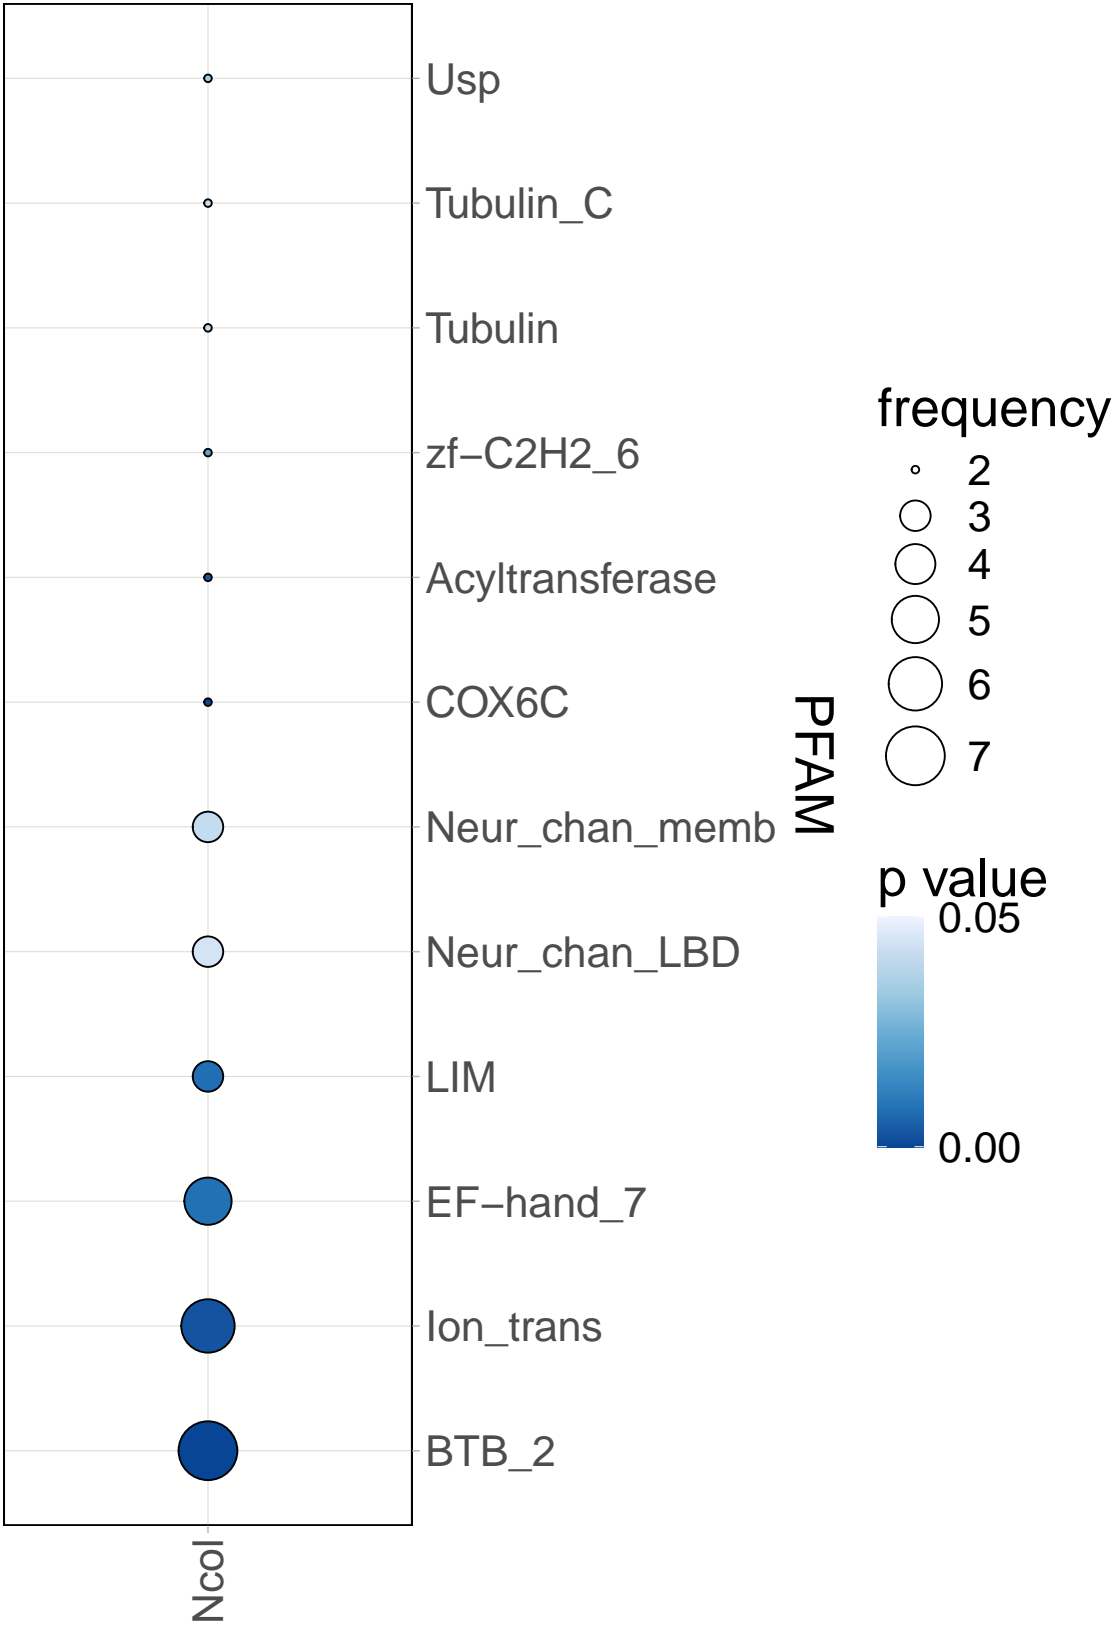 Usp
Tubulin_C
Tubulin
zf−C2H2_6
Acyltransferase
COX6C
Neur_chan_memb
Neur_chan_LBD
LIM
EF−hand_7
Ion_trans
BTB_2
Ncol
PFAM
frequency
2
3
4
5
6
7
p value
0.05
0.00